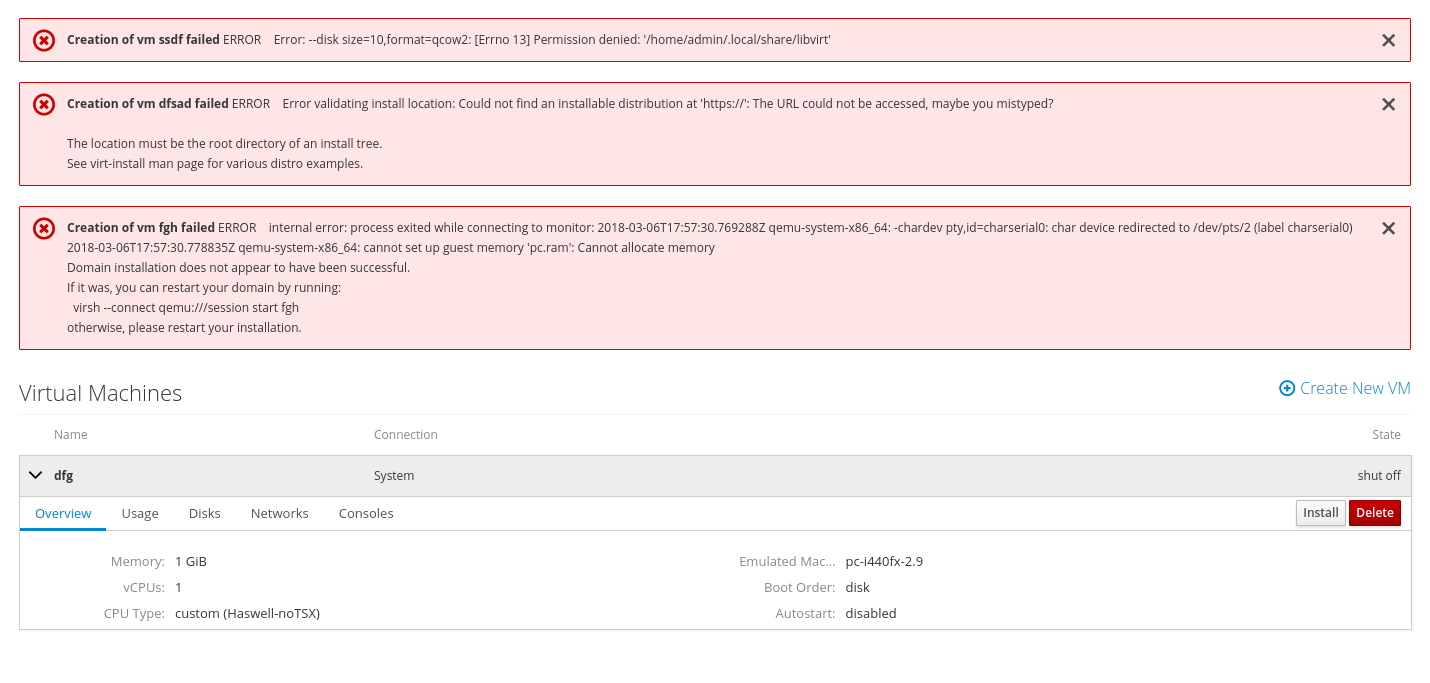 Creation of vm ssdf failed ERROR Error: --disk size=10,format=qcow2: [Errno 13] Permission denied: '/home/admin/.local/share/libvirt'
Creation of vm dfsad failed ERROR Error validating install location: Could not find an installable distribution at 'https://': The URL could not be accessed, maybe you mistyped?
The location must be the root directory of an install tree.
See virt-install man page for various distro examples.
Creation of vm fgh failed ERROR internal error: process exited while connecting to monitor: 2018-03-06T17:57:30.769288Z qemu-system-x86_64: -chardev pty,id=charserial0: char device redirected to /dev/pts/2 (label charserial0)
2018-03-06T17:57:30.778835Z qemu-system-x86_64: cannot set up guest memory 'pc.ram': Cannot allocate memory
Domain installation does not appear to have been successful.
If it was, you can restart your domain by running:
virsh --connect qemu:///session start fgh
otherwise, please restart your installation.
Virtual Machines Create New VM
Name Connection State
dfg System shut off
Overview Usage Disks Networks Consoles Install Delete
Memory: 1 GiB Emulated Mac... pc-i440fx-2.9
vCPUs: 1 Boot Order: disk
CPU Type: custom (Haswell-noTSX) Autostart: disabled